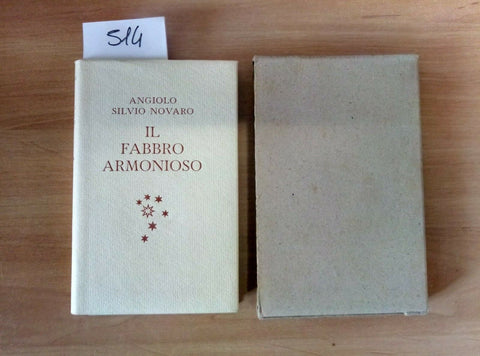 514
ANGIOLO
SILVIO NOVARO
IL
FABBRO
ARMONIOSO